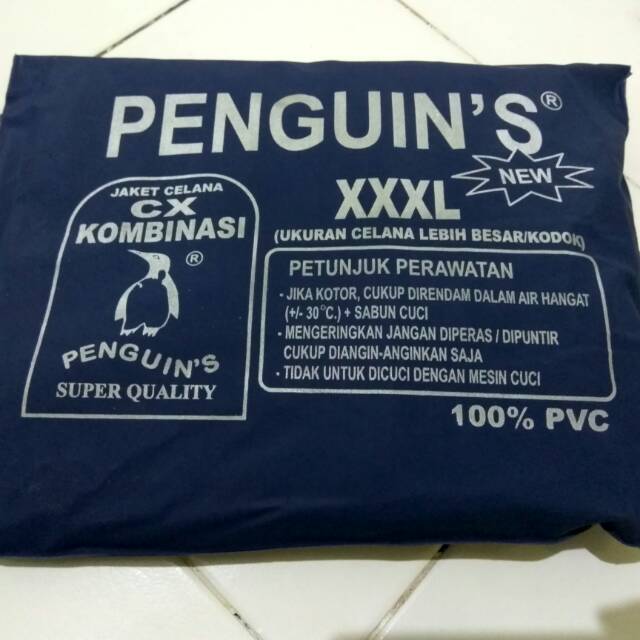 PENGUIN'S®
NEW
JAKET CELANA
CX
KOMBINASI
®
PENGUIN'S
SUPER QUALITY
XXXL
(UKURAN CELANA LEBIH BESAR/KODOK)
PETUNJUK PERAWATAN
- JIKA KOTOR, CUKUP DIRENDAM DALAM AIR HANGAT
(+/- 30°C.) + SABUN CUCI
- MENGERINGKAN JANGAN DIPERAS / DIPUNTIR
CUKUP DIANGIN-ANGINKAN SAJA
- TIDAK UNTUK DICUCI DENGAN MESIN CUCI
100% PVC